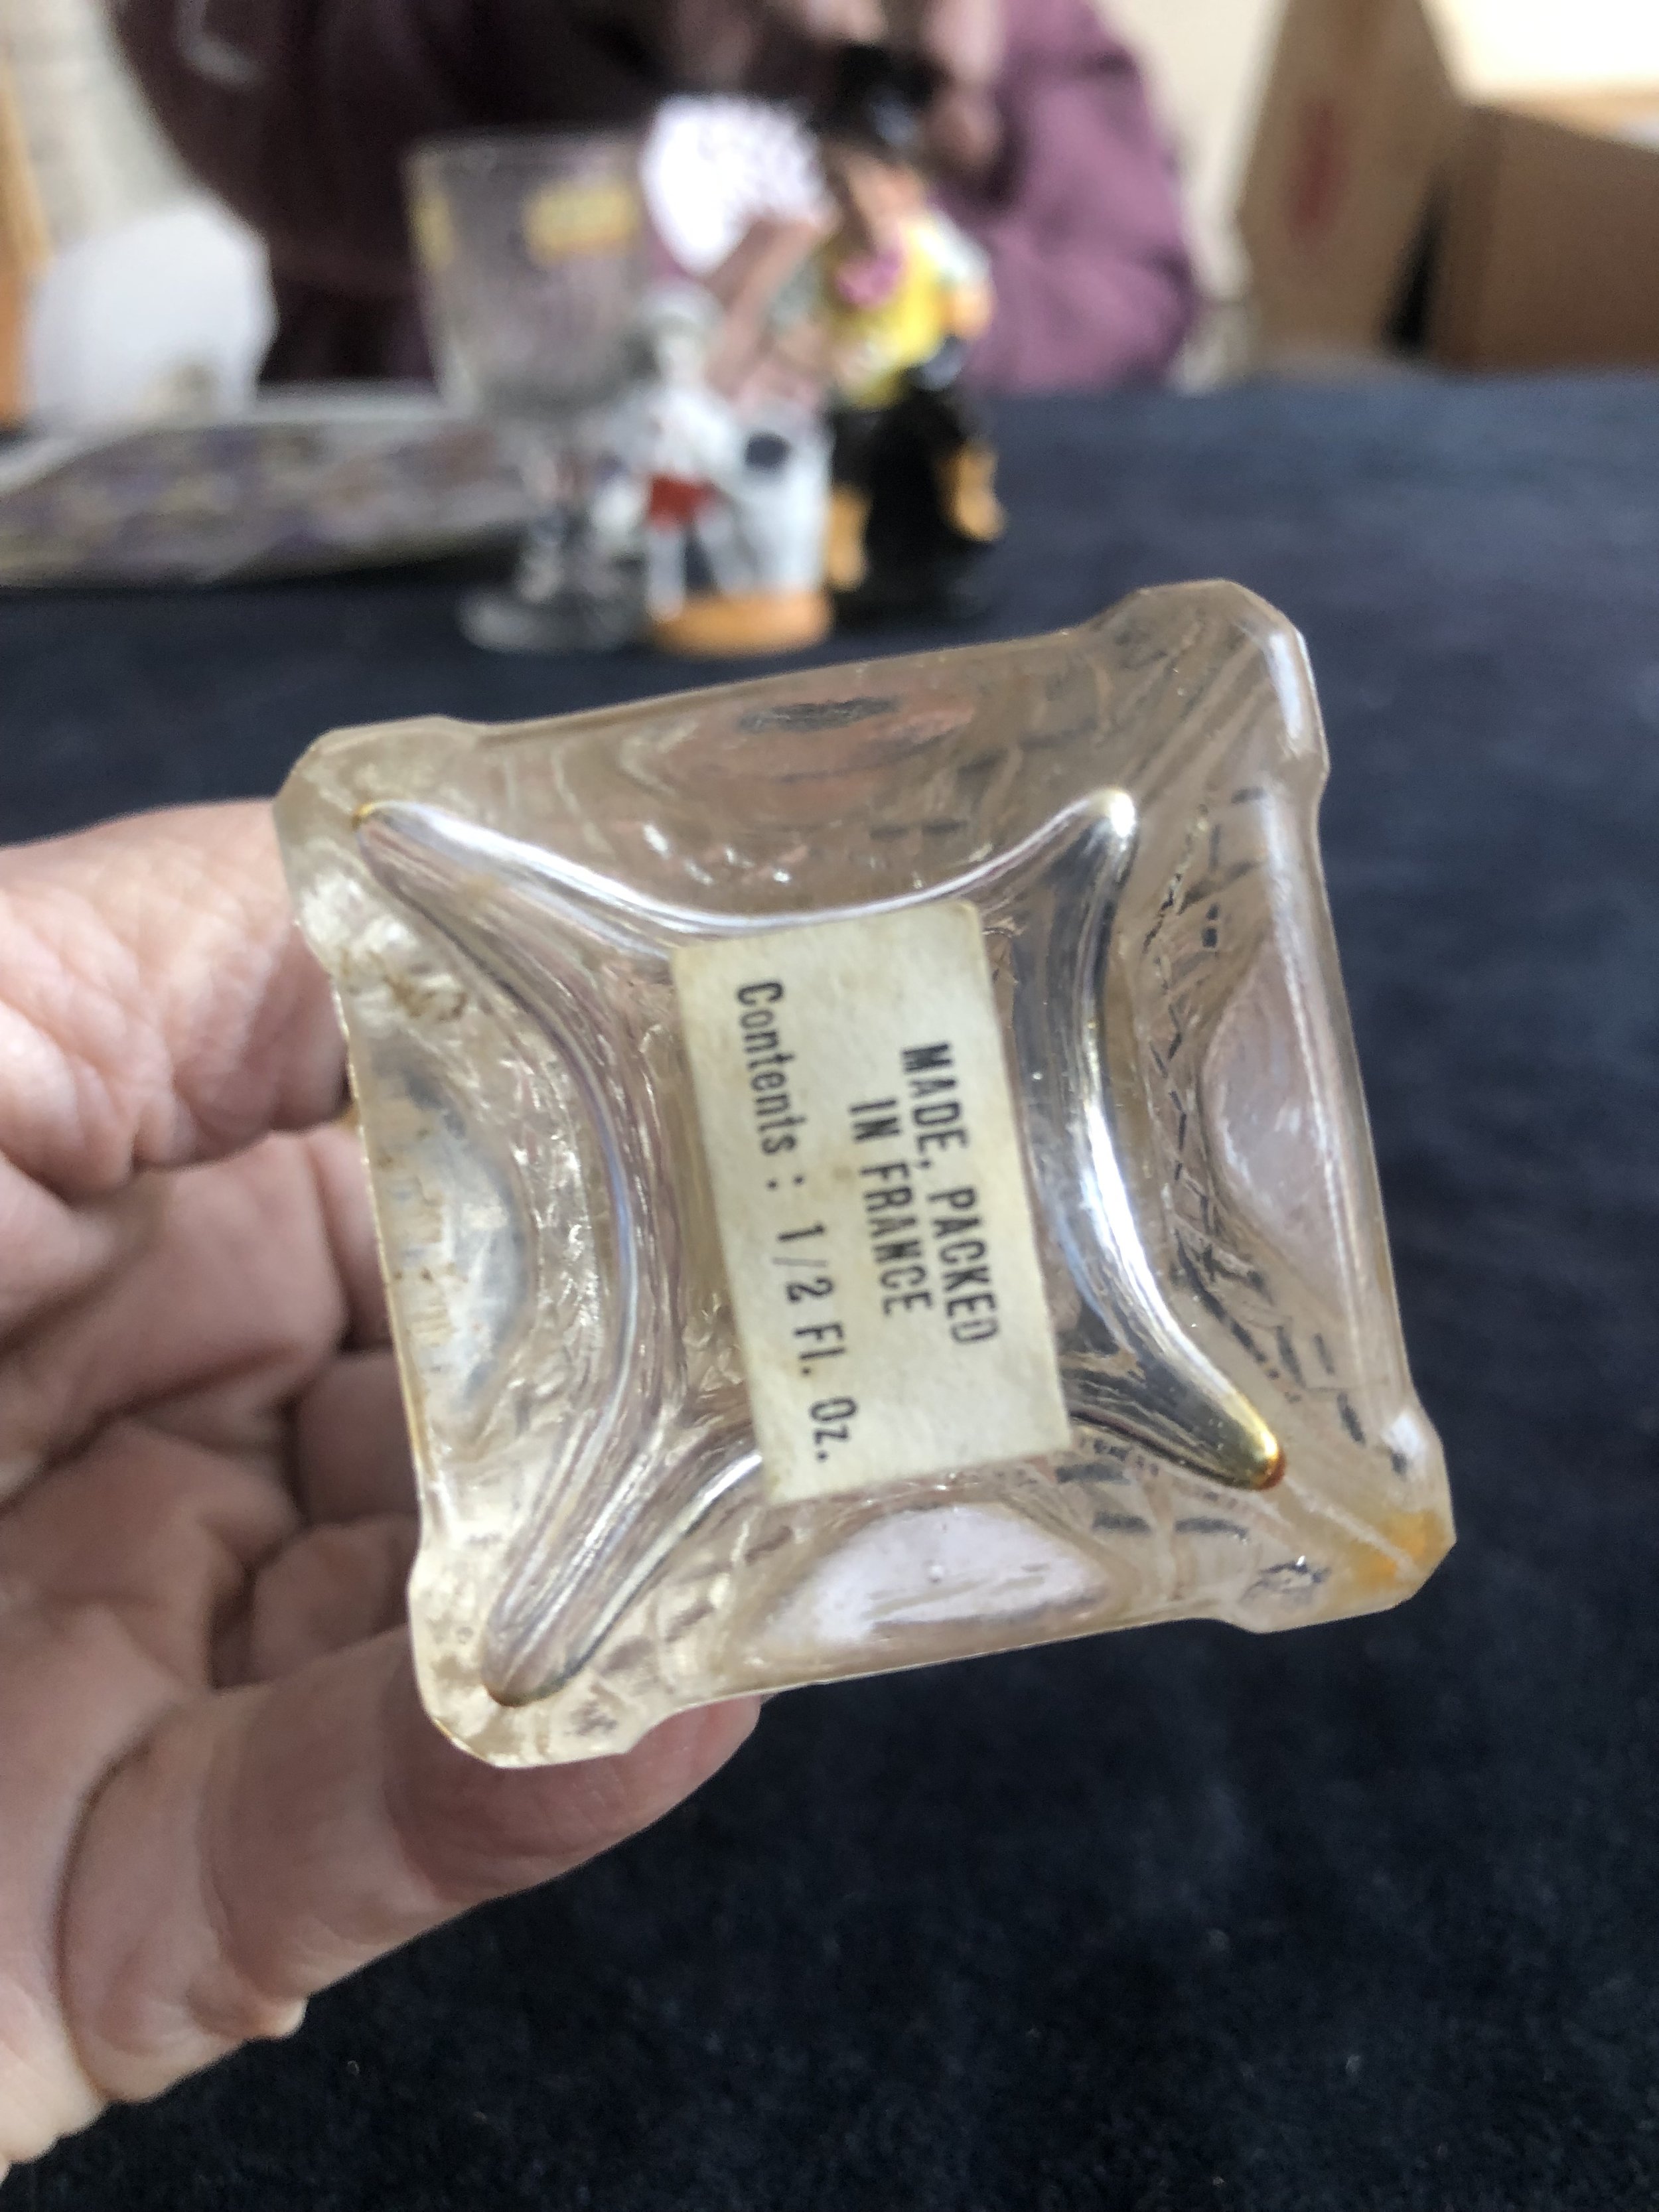 MADE, PACKED
IN FRANCE
Contents : 1/2 Fl. Oz.